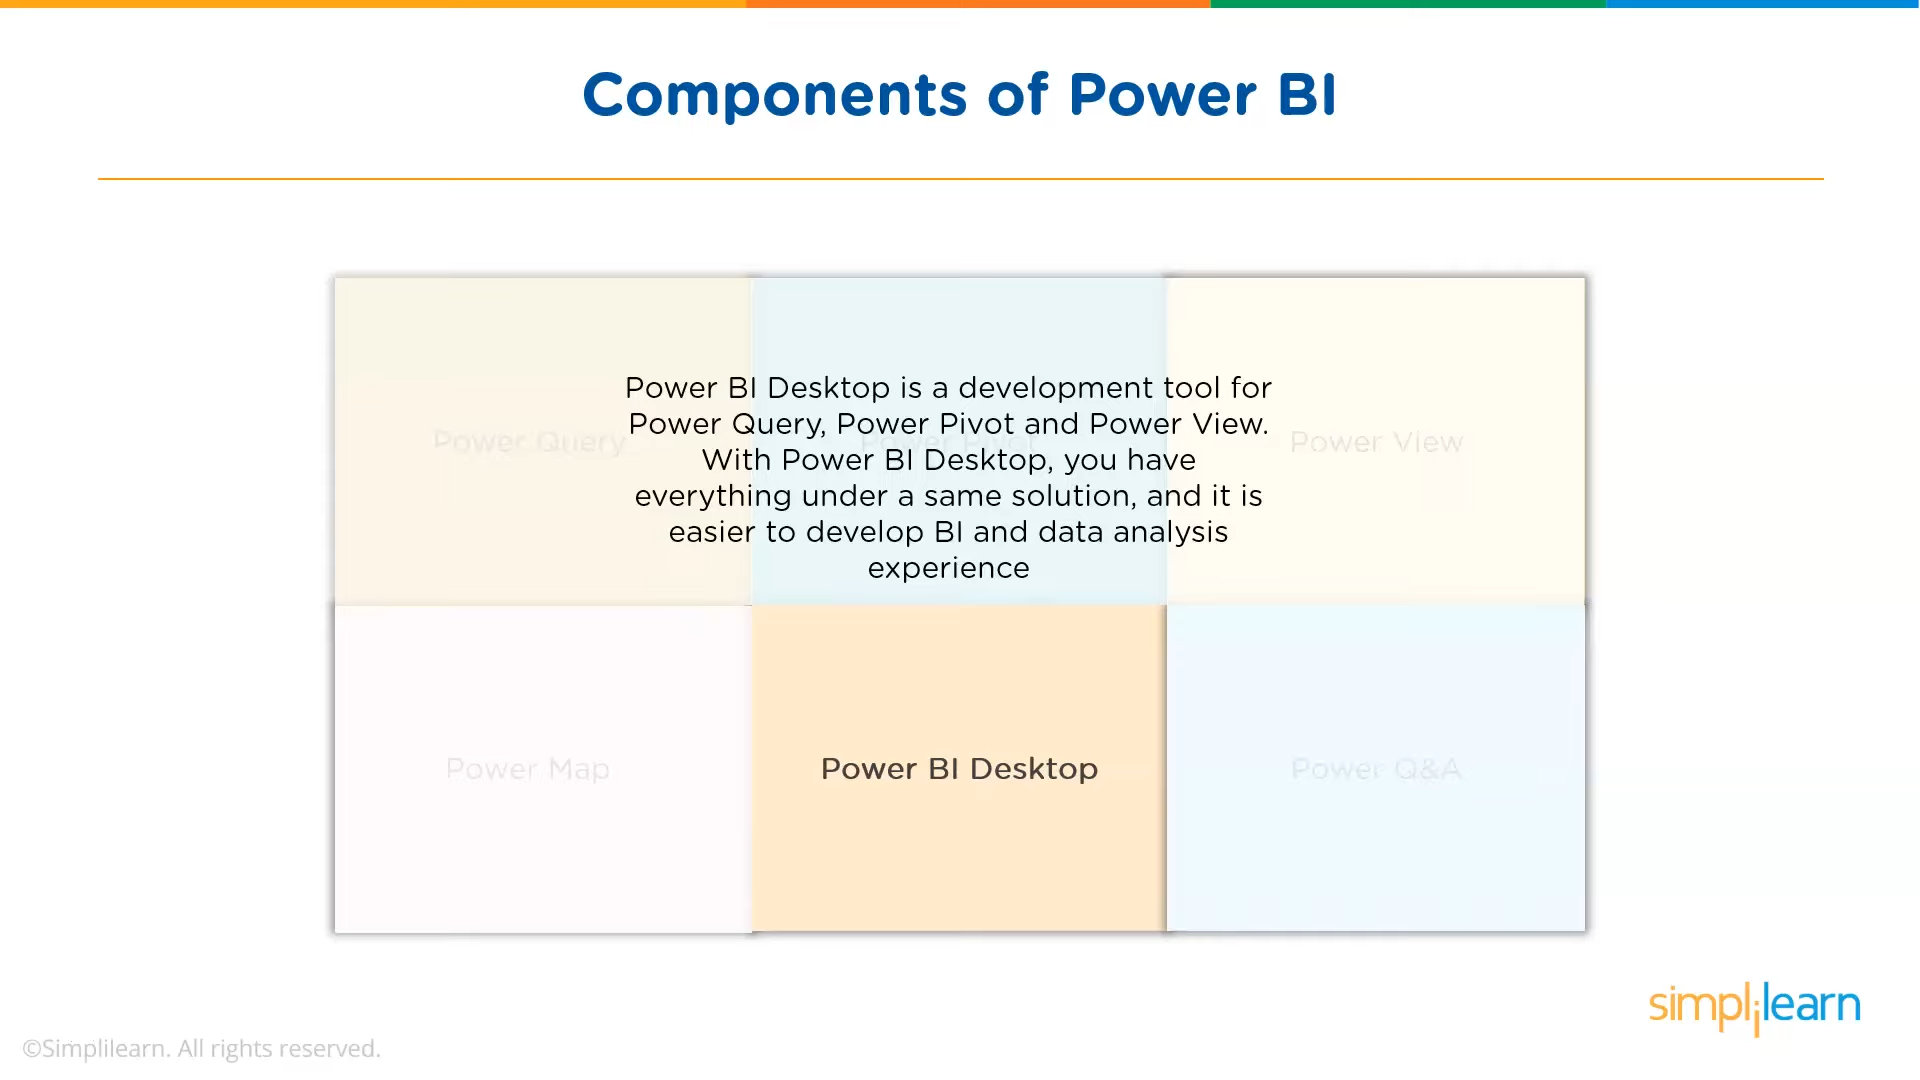 Components of Power BI
Power BI Desktop is a development tool for
Power Query, Power Pivot and Power View.
With Power BI Desktop, you have
everything under a same solution, and it is
easier to develop BI and data analysis
experience
Power Query
Power Pivot
Power View
Power Map
Power BI Desktop
Power Q&A
simplilearn
©Simplilearn. All rights reserved.